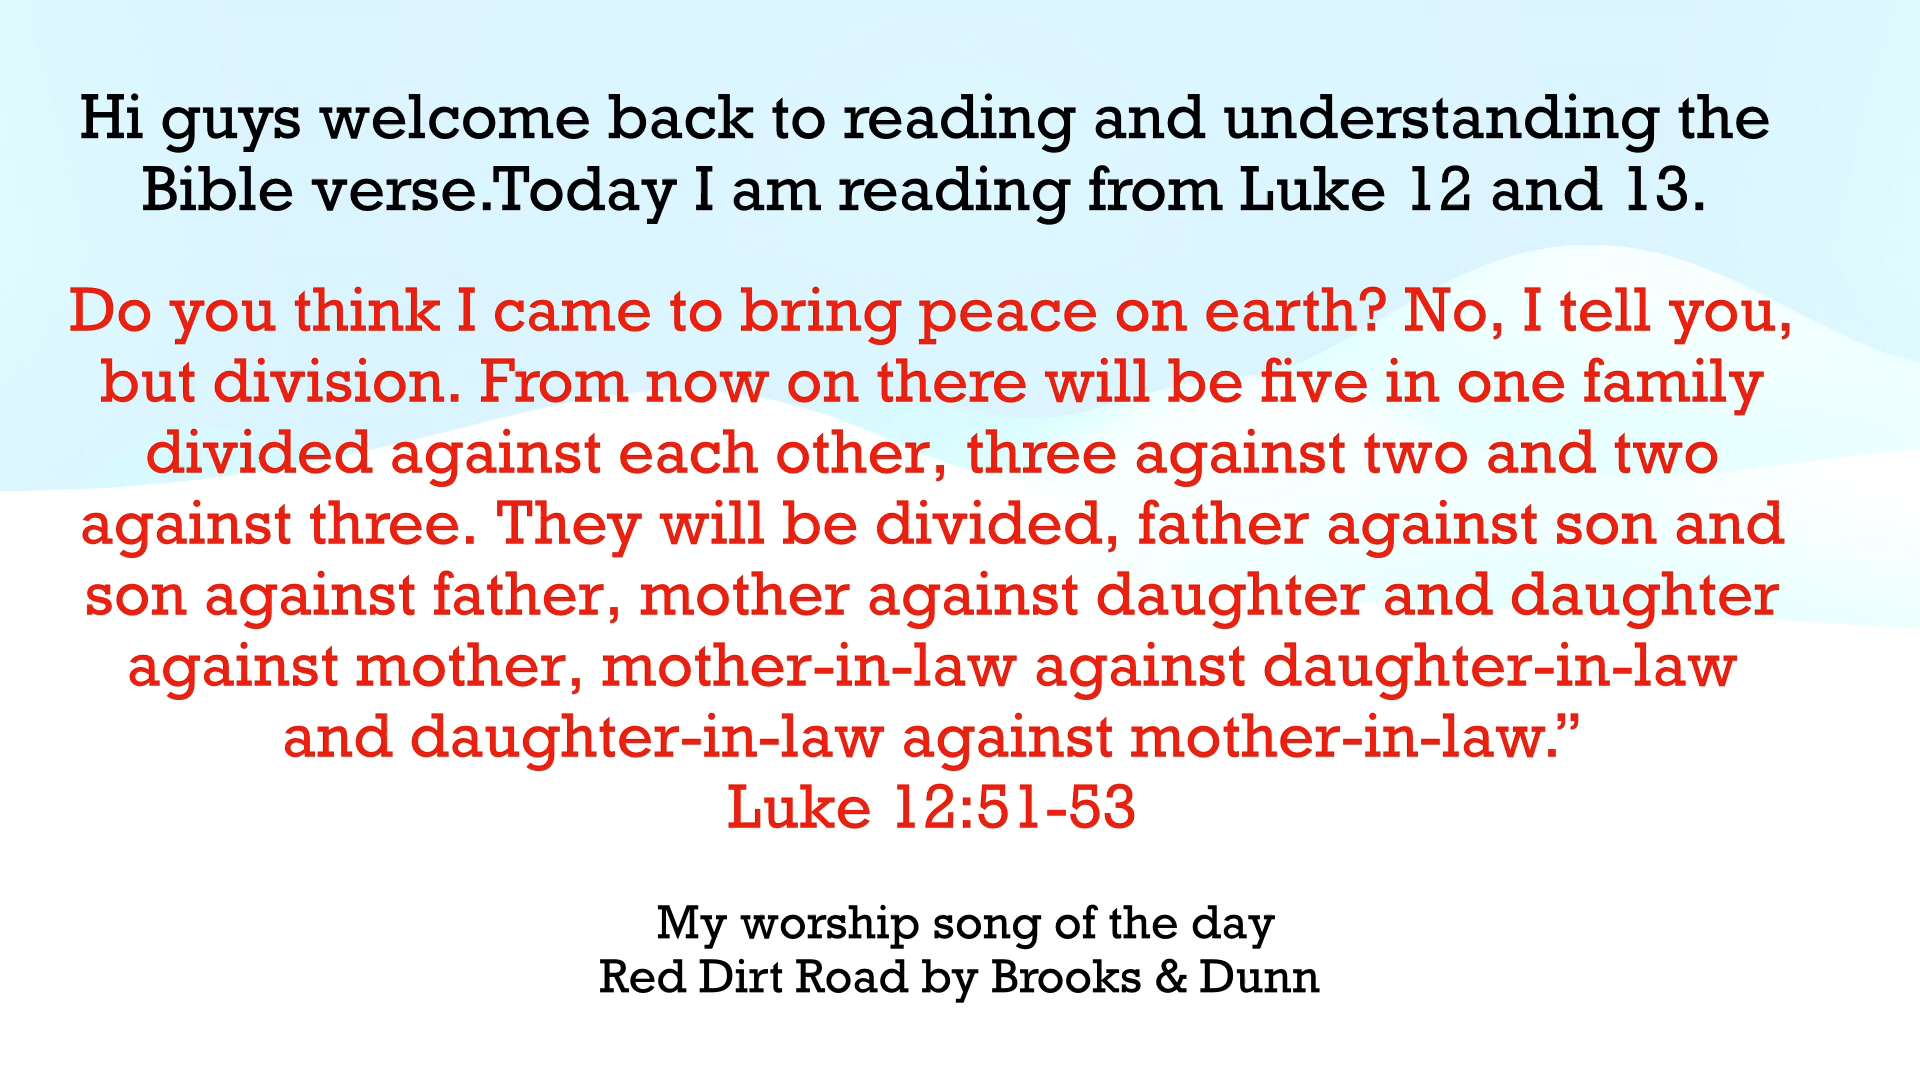 Hi guys welcome back to reading and understanding the
Bible verse.Today I am reading from Luke 12 and 13.
Do you think I came to bring peace on earth? No, I tell you,
but division. From now on there will be five in one family
divided against each other, three against two and two
against three. They will be divided, father against son and
son against father, mother against daughter and daughter
against mother, mother-in-law against daughter-in-law
and daughter-in-law against mother-in-law.”
Luke 12:51-53
My worship song of the day
Red Dirt Road by Brooks & Dunn